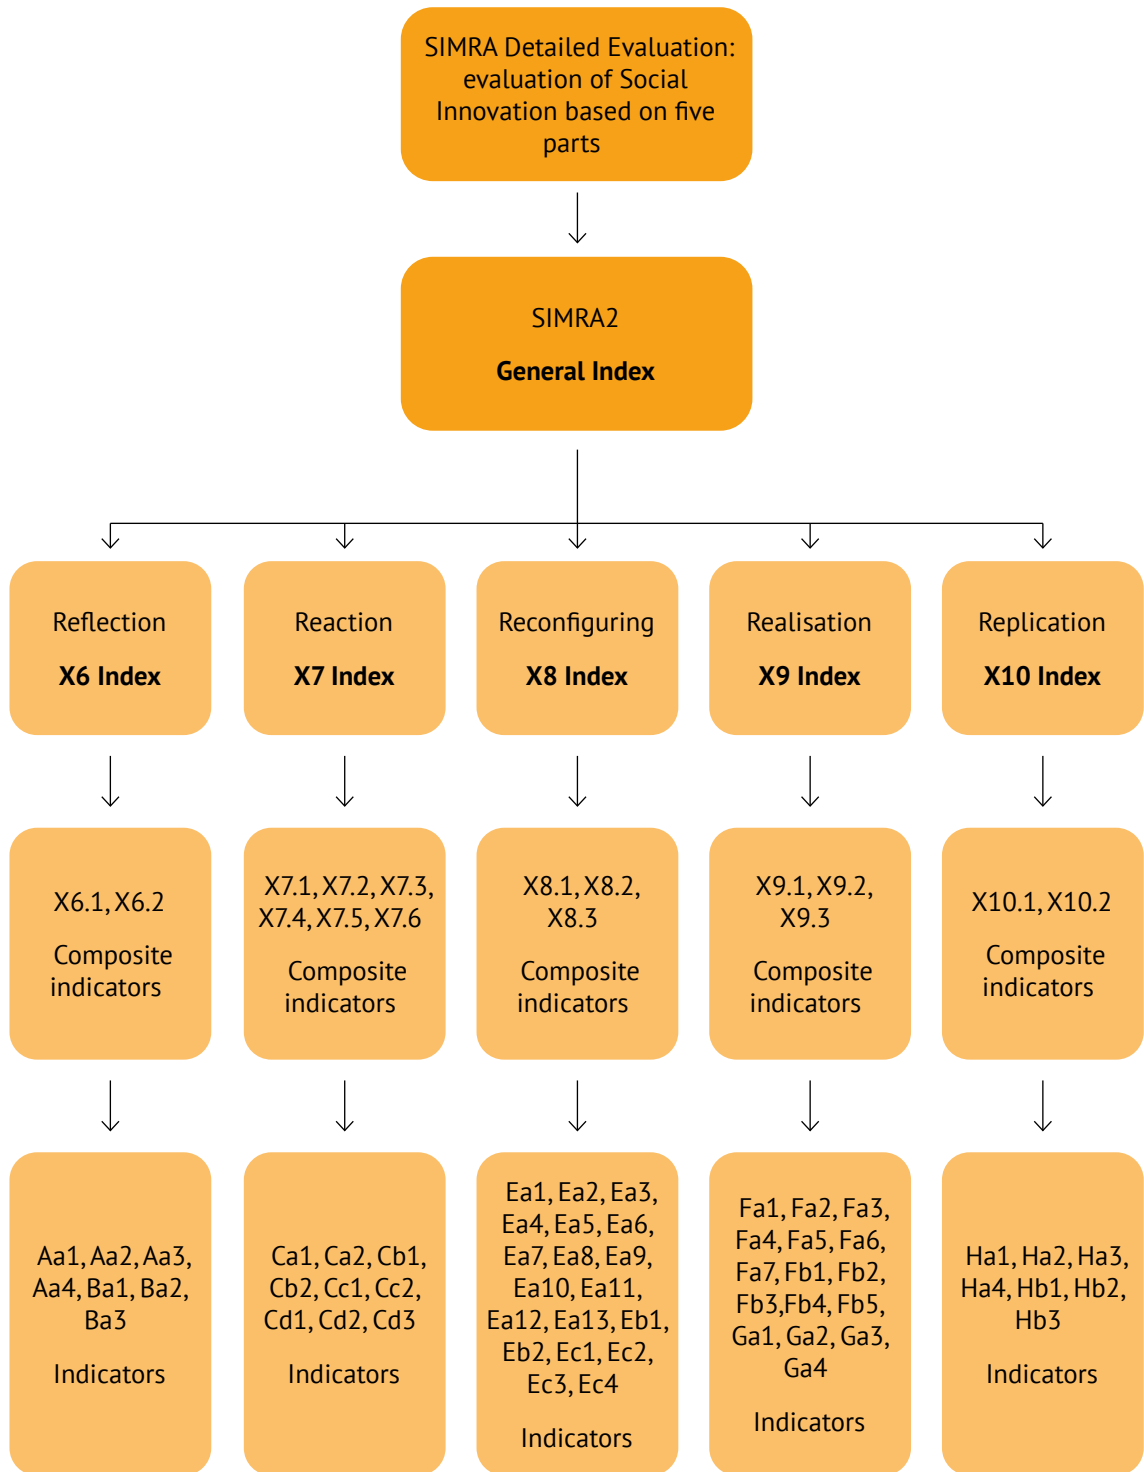 SIMRA Detailed Evaluation:
evaluation of Social
Innovation based on five
parts
SIMRA2
General Index
Reflection
X6 Index
Reaction
X7 Index
Reconfiguring
X8 Index
Realisation
X9 Index
Replication
X10 Index
X6.1, X6.2
Composite
indicators
X7.1, X7.2, X7.3,
X7.4, X7.5, X7.6
Composite
indicators
X8.1, X8.2,
X8.3
Composite
indicators
X9.1, X9.2,
X9.3
Composite
indicators
X10.1, X10.2
Composite
indicators
Aa1, Aa2, Aa3,
Aa4, Ba1, Ba2,
Ba3
Indicators
Ca1, Ca2, Cb1,
Cb2, Cc1, Cc2,
Cd1, Cd2, Cd3
Indicators
Ea1, Ea2, Ea3,
Ea4, Ea5, Ea6,
Ea7, Ea8, Ea9,
Ea10, Ea11,
Ea12, Ea13, Eb1,
Eb2, Ec1, Ec2,
Ec3, Ec4
Indicators
Fa1, Fa2, Fa3,
Fa4, Fa5, Fa6,
Fa7, Fb1, Fb2,
Fb3,Fb4, Fb5,
Ga1, Ga2, Ga3,
Ga4
Indicators
Ha1, Ha2, Ha3,
Ha4, Hb1, Hb2,
Hb3
Indicators